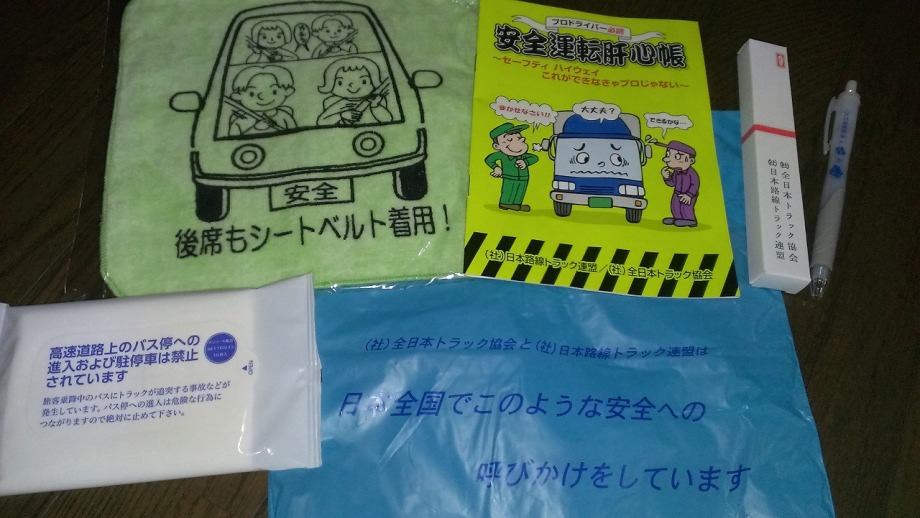 安全
後席もシートベルト着用！
プロドライバー必読
安全運転肝心帳
～セーフティ ハイウェイ
これができなきゃプロじゃない～
まかせなさい!!
大丈夫？
できるかな…
(社)日本路線トラック連盟／(社)全日本トラック協会
㈳全日本トラック協会
㈳日本路線トラック連盟
高速道路上のバス停への
進入および駐停車は禁止
されています
旅客乗降中のバスにトラックが追突する事故などが
発生しています。バス停への進入は危険な行為に
つながりますので絶対に止めて下さい。
(社)全日本トラック協会と(社)日本路線トラック連盟は
日本全国でこのような安全への
呼びかけをしています